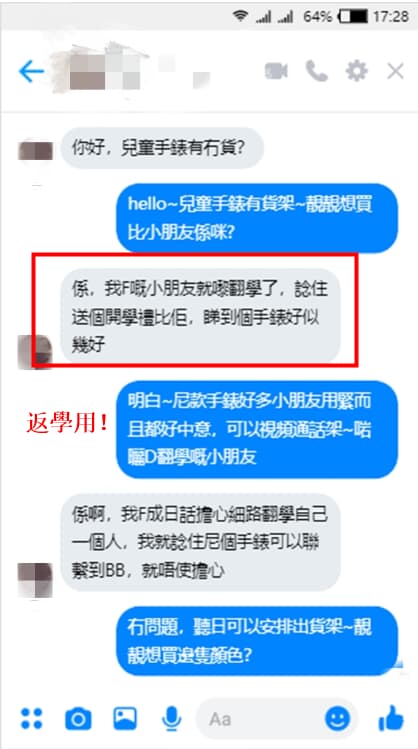 64% 17:28
你好，兒童手錶有冇貨？
hello~兒童手錶有貨架~靚靚想買
比小朋友係咪?
係，我F嘅小朋友就嚟翻學了，諗住
送個開學禮比佢，睇到個手錶好似
幾好
明白~尼款手錶好多小朋友用緊而
且都好中意，可以視頻通話架~啱
曬D翻學嘅小朋友
返學用！
係啊，我F成日話擔心細路翻學自己
一個人，我就諗住尼個手錶可以聯
繫到BB，就唔使擔心
冇問題，聽日可以安排出貨架~靚
靚想買邊隻顏色?
Aa